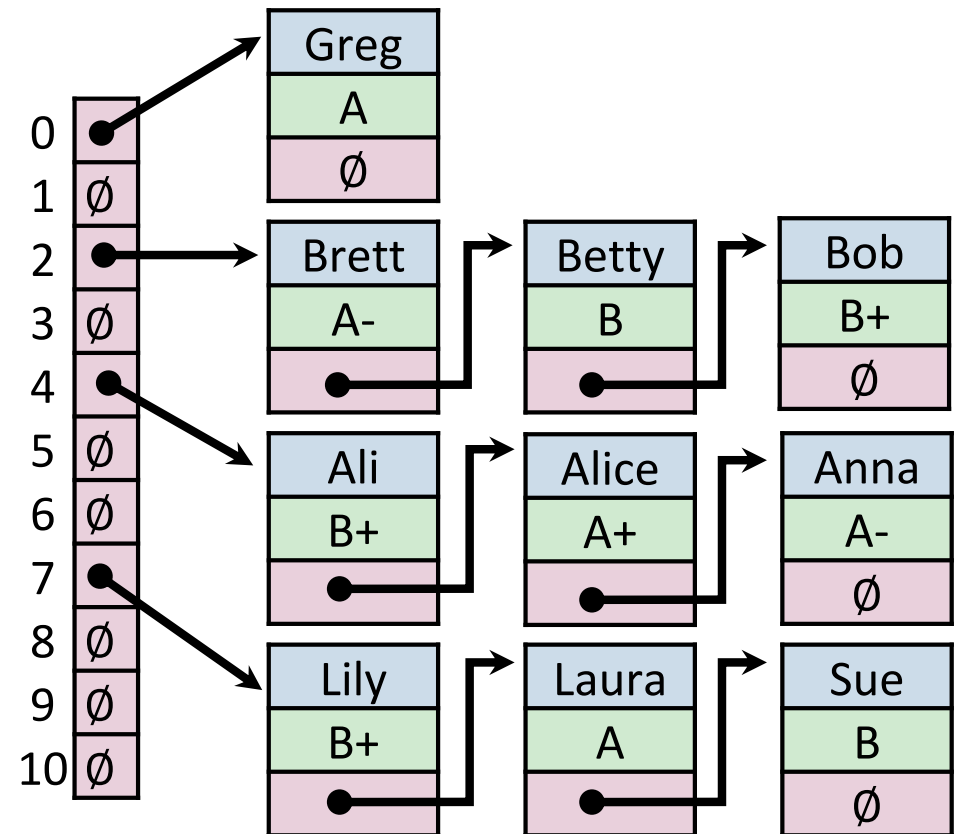 Greg
A
Ø
0
1 Ø
2
3 Ø
4
5 Ø
6 Ø
7
8 Ø
9 Ø
10 Ø
Brett Betty Bob
A- B B+
Ø
Ali Alice Anna
B+ A+ A-
Ø
Lily Laura Sue
B+ A B
Ø